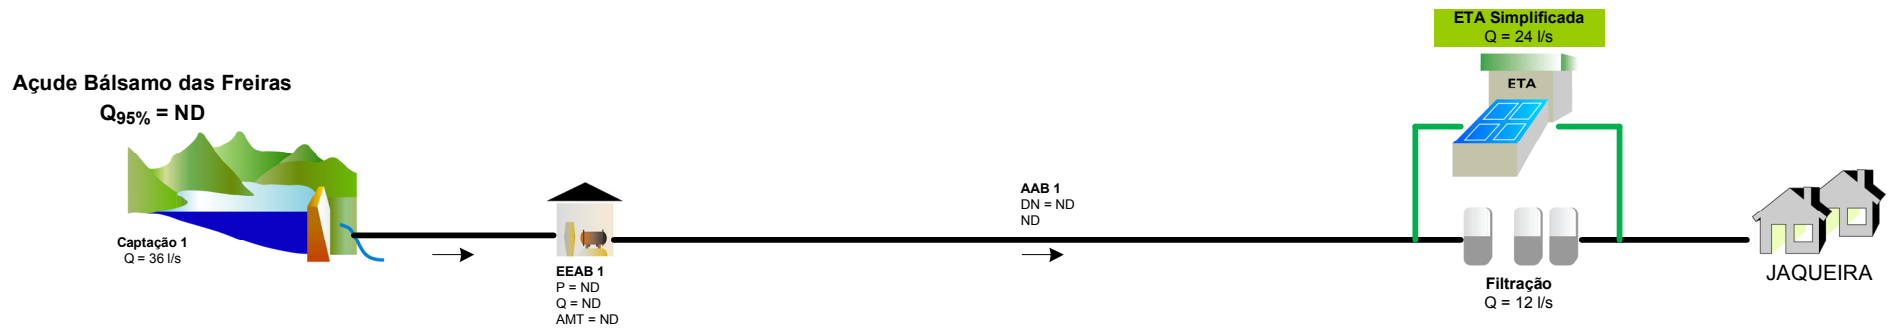 Açude Bálsamo das Freiras
Q95% = ND
Captação 1
Q = 36 l/s
EEAB 1
P = ND
Q = ND
AMT = ND
AAB 1
DN = ND
ND
ETA Simplificada
Q = 24 l/s
ETA
Filtração
Q = 12 l/s
JAQUEIRA